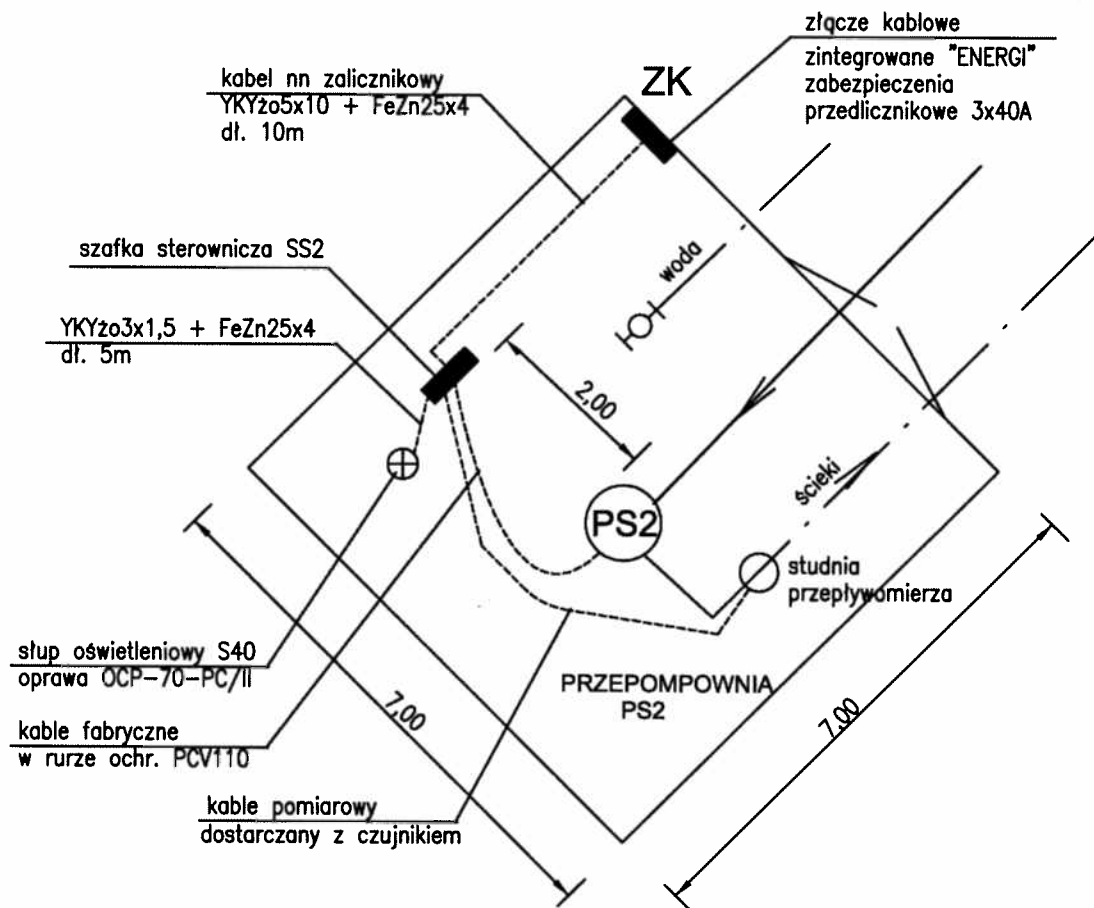 złącze kablowe
zintegrowane "ENERGI"
zabezpieczenia
przedlicznikowe 3x40A
ZK
kabel nn zalicznikowy
YKYżo5x10 + FeZn25x4
dł. 10m
szafka sterownicza SS2
YKYżo3x1,5 + FeZn25x4
dł. 5m
woda
2,00
PS2
ścieki
studnia
przepływomierza
słup oświetleniowy S40
oprawa OCP-70-PC/II
kable fabryczne
w rurze ochr. PCV110
kable pomiarowy
dostarczany z czujnikiem
PRZEPOMPOWNIA
PS2
7,00
7,00